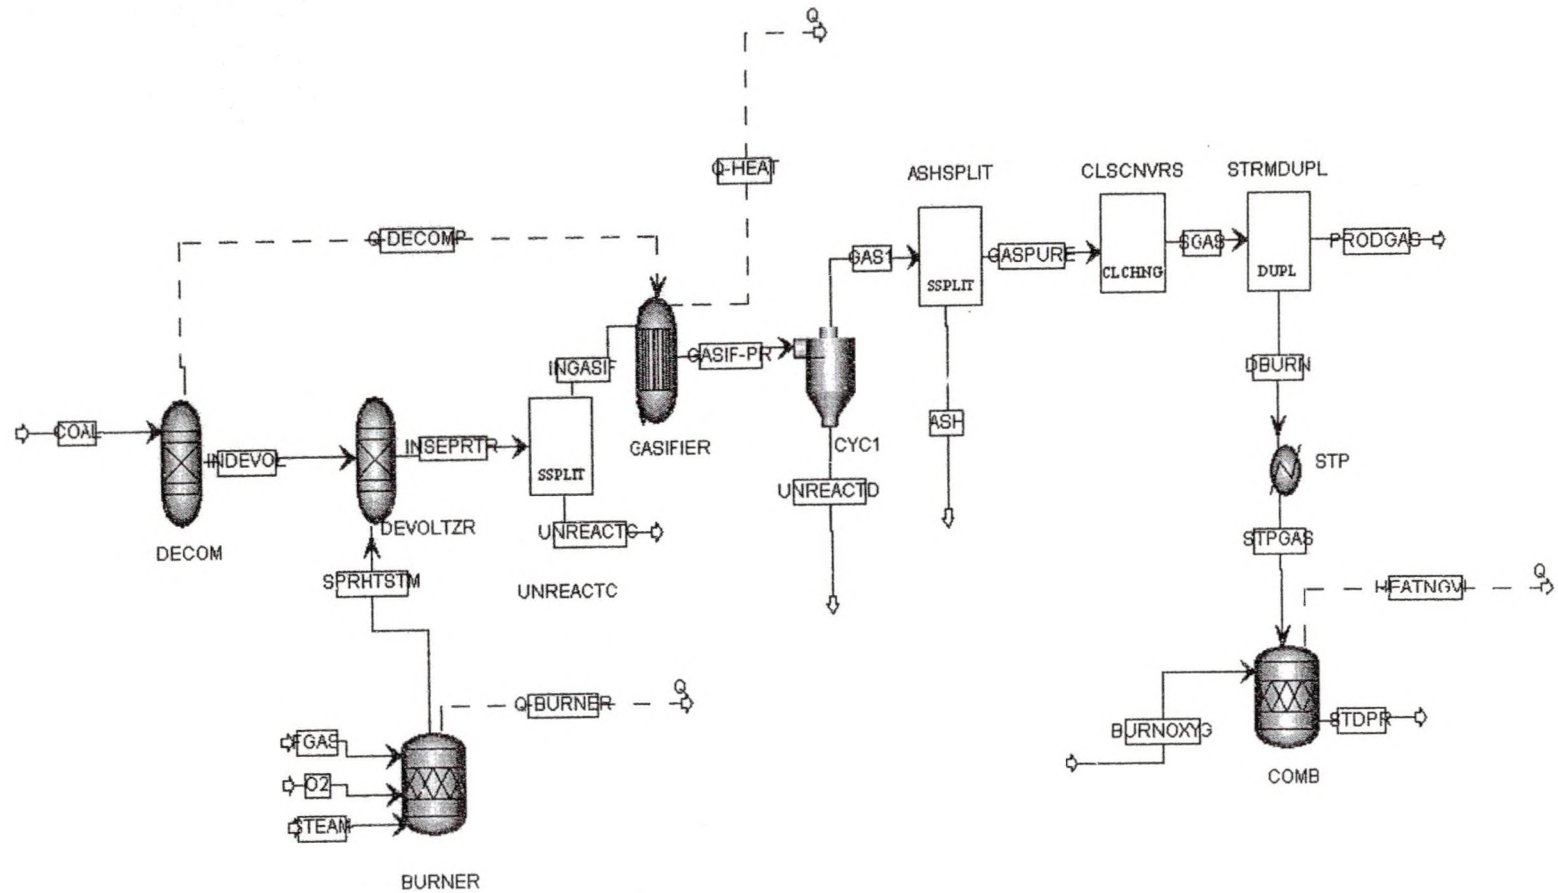 Q
Q-HEAT
ASHSPLIT
CLSCNVRS
STRMDUPL
Q-DECOMP
GAS1
SSPLIT
GASPURE
CLCHNG
SGAS
DUPL
PRODGAS
INGASIF
GASIF-PR
DBURN
COAL
INDEVOL
INSEPRTR
SSPLIT
GASIFIER
CYC1
ASH
STP
UNREACTD
DEVOLTZR
UNREACTC
DECOM
STPGAS
SPRHTSTM
UNREACTC
HEATNGVL
Q
Q-BURNER
Q
FGAS
O2
STEAM
BURNER
BURNOXYG
STDPR
COMB